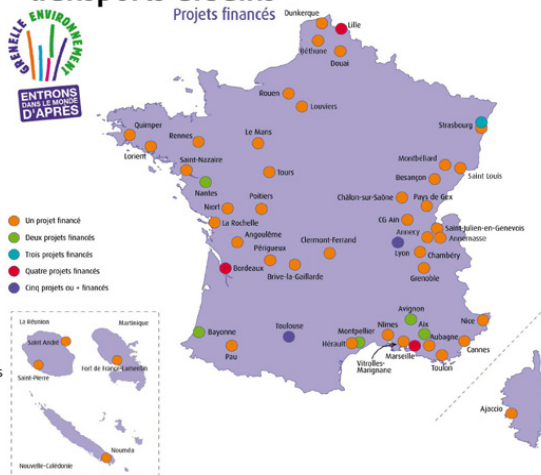 Projets financés
GRENELLE ENVIRONNEMENT
ENTRONS
DANS LE MONDE
D'APRÈS
Dunkerque
Lille
Béthune
Douai
Rouen
Louviers
Strasbourg
Quimper
Rennes
Le Mans
Lorient
Saint-Nazaire
Tours
Montbéliard
Saint Louis
Besançon
Nantes
Niort
Poitiers
Châlon-sur-Saône
Pays de Gex
La Rochelle
CG Ain
Saint-Julien-en-Genevois
Annecy
Annemasse
Angoulême
Périgueux
Clermont-Ferrand
Lyon
Chambéry
Bordeaux
Brive-la-Gaillarde
Grenoble
Un projet financé
Deux projets financés
Trois projets financés
Quatre projets financés
Cinq projets ou + financés
Bayonne
Pau
Toulouse
Montpellier
Hérault
Nîmes
Avignon
Aix
Aubagne
Nice
Cannes
Marseille
Toulon
Vitrolles-
Marignane
Ajaccio
La Réunion
Martinique
Saint André
Saint-Pierre
Fort de France-Lamentin
Nouméa
Nouvelle-Calédonie